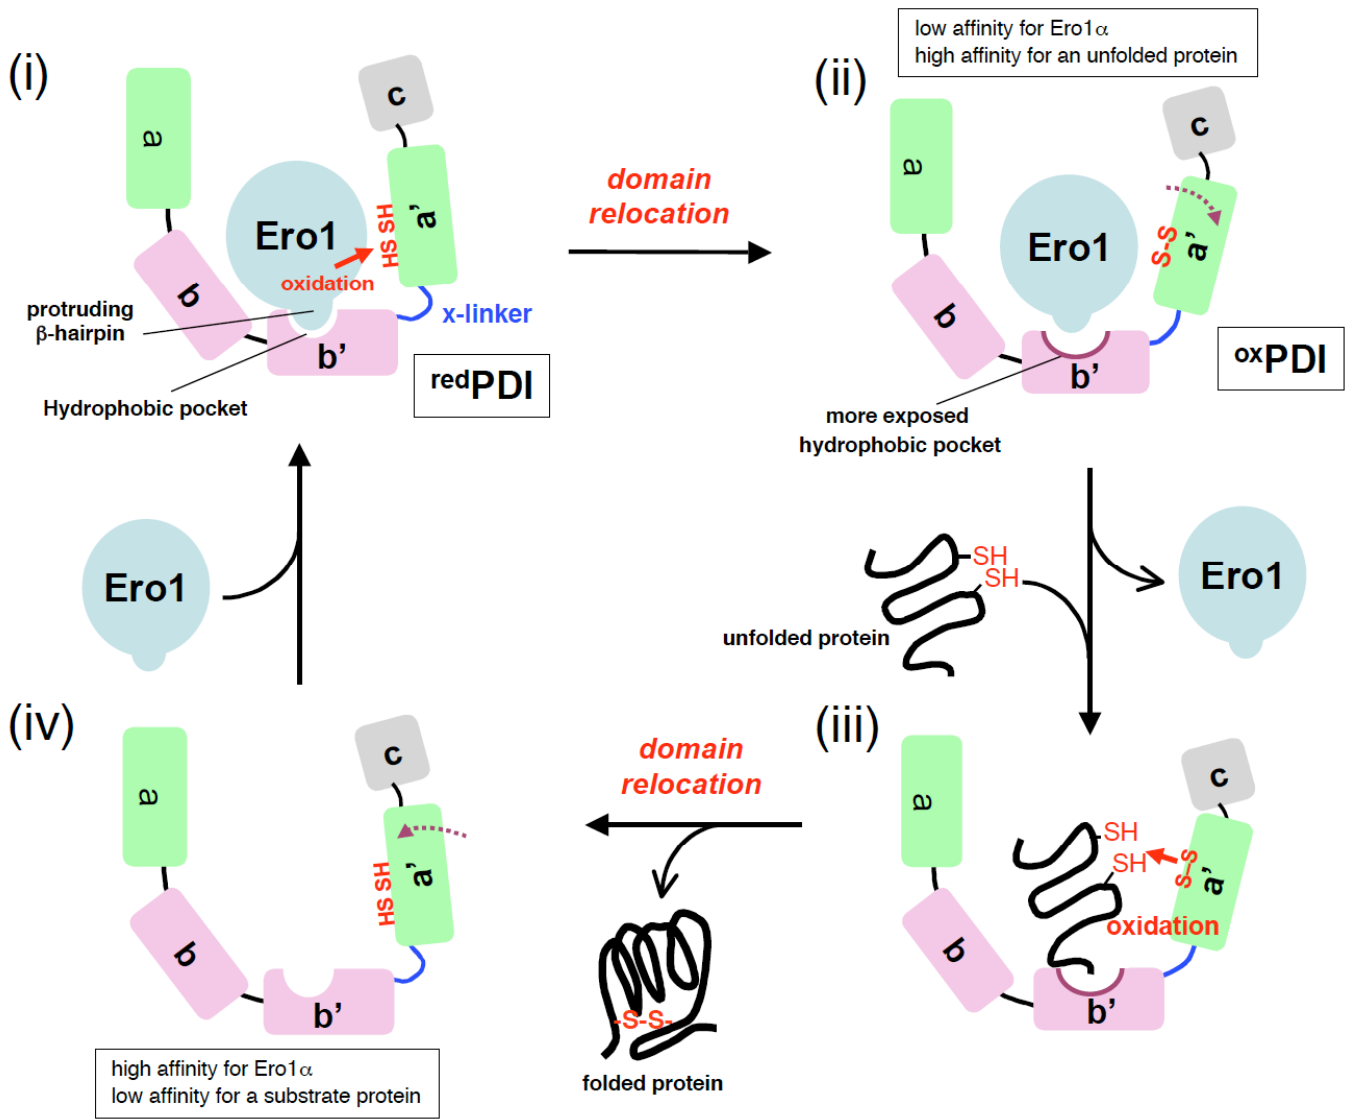 (i)
a
c
Ero1
HS SH
a'
oxidation
b
protruding
β-hairpin
x-linker
b'
Hydrophobic pocket
redPDI
domain
relocation
low affinity for Ero1α
high affinity for an unfolded protein
(ii)
a
c
Ero1
S-S
a'
b
b'
oxPDI
more exposed
hydrophobic pocket
Ero1
SH
SH
unfolded protein
Ero1
(iii)
a
c
SH
SH
S-S
a'
oxidation
b
b'
domain
relocation
-S-S-
folded protein
(iv)
a
c
HS SH
a'
b
b'
high affinity for Ero1α
low affinity for a substrate protein